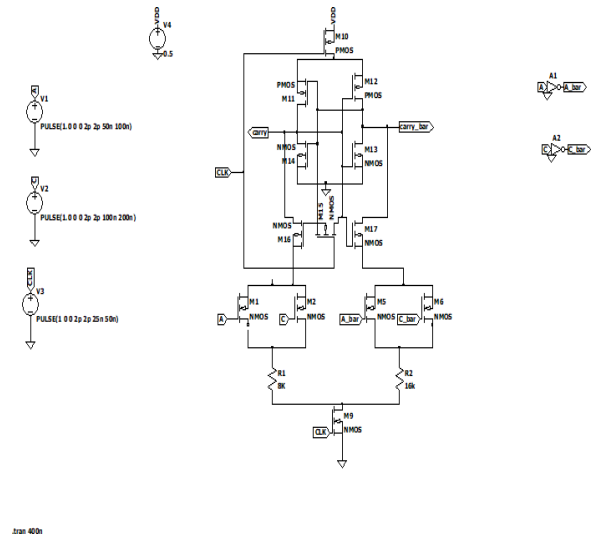 VDD
V4
0.5
VDD
M10
PMOS
A
V1
PULSE(1.0 0 0 2p 2p 50n 100n)
PMOS
M11
M12
PMOS
carry
carry_bar
NMOS
M14
M13
NMOS
CLK
A1
A
A_bar
A2
C
C_bar
C
V2
PULSE(1.0 0 0 2p 2p 100n 200n)
M15
NMOS
NMOS
M16
M17
NMOS
CLK
V3
PULSE(1 0 0 2p 2p 25n 50n)
M1
NMOS
A
M2
NMOS
C
M5
NMOS
A_bar
M6
NMOS
C_bar
R1
8K
R2
16k
M9
NMOS
CLK
.tran 400n